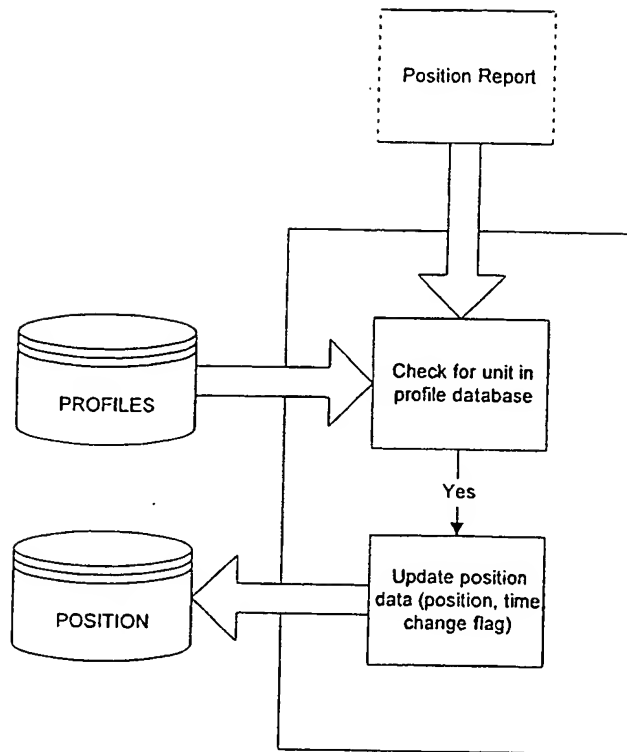 Position Report
Check for unit in
profile database
PROFILES
Yes
Update position
data (position, time
change flag)
POSITION